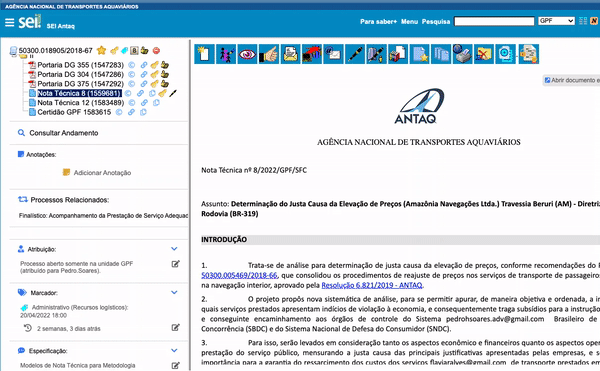 AGÊNCIA NACIONAL DE TRANSPORTES AQUAVIÁRIOS
sei! SEI Antaq
Para saber+ Menu Pesquisa GPF
50300.018905/2018-67
II
Portaria DG 355 (1547283)
Portaria DG 304 (1547286)
Portaria DG 375 (1547292)
Nota Técnica 8 (1559681)
Nota Técnica 12 (1583489)
Certidão GPF 1583615
Consultar Andamento
Anotações:
Adicionar Anotação
Processos Relacionados:
Finalístico: Acompanhamento da Prestação de Serviço Adequad
Atribuição:
Processo aberto somente na unidade GPF
(atribuído para Pedro.Soares).
Marcador:
Administrativo (Recursos logísticos):
20/04/2022 18:00
2 semanas, 3 dias atrás
Especificação:
Modelos de Nota Técnica para Metodologia
Abrir documento e
ANTAQ
AGÊNCIA NACIONAL DE TRANSPORTES AQUAVIÁRIOS
Nota Técnica nº 8/2022/GPF/SFC
Assunto: Determinação do Justa Causa da Elevação de Preços (Amazônia Navegações Ltda.) Travessia Beruri (AM) - Diretriz
Rodovia (BR-319)
INTRODUÇÃO
1. Trata-se de análise para determinação de justa causa da elevação de preços, conforme recomendações do
50300.005469/2018-66, que consolidou os procedimentos de reajuste de preços nos serviços de transporte de passageiros
na navegação interior, aprovado pela Resolução 6.821/2019 - ANTAQ.
2. O projeto propôs nova sistemática de análise, para se permitir apurar, de maneira objetiva e ordenada, a in
quais serviços prestados apresentam indícios de violação à economia, e consequentemente traga subsídios para a instrução
e conseguinte encaminhamento aos órgãos de controle do Sistema pedrohsoares.adv@gmail.com Brasileiro de
Concorrência (SBDC) e do Sistema Nacional de Defesa do Consumidor (SNDC).
3. Para isso, serão levados em consideração tanto os aspectos econômico e financeiros quanto os aspectos oper
prestação do serviço público, mensurando a justa causa das principais justificativas apresentadas pelas empresas, e s
importância para a garantia do ressarcimento dos custos dos serviços flaviaralves@gmail.com de transporte prestados em